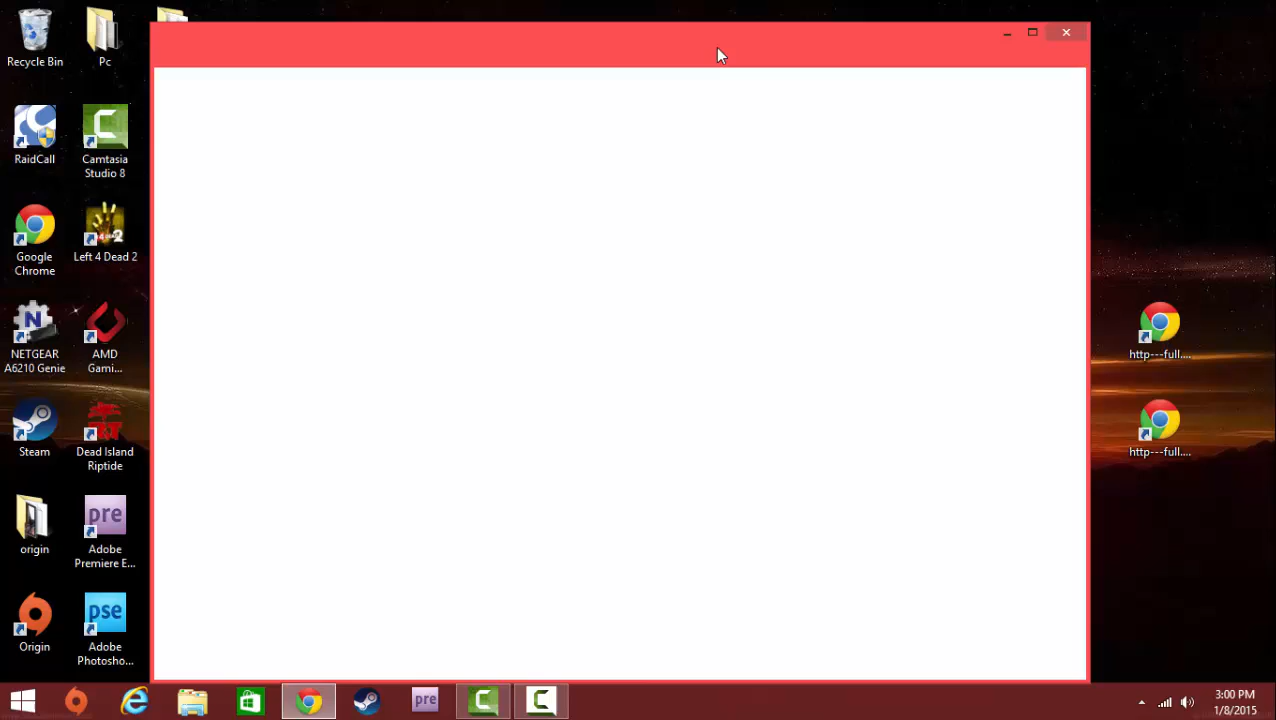 Recycle Bin
Pc
RaidCall
Camtasia
Studio 8
Google
Chrome
Left 4 Dead 2
NETGEAR
A6210 Genie
AMD
Gami...
Steam
Dead Island
Riptide
origin
pre
Adobe
Premiere E...
Origin
pse
Adobe
Photosho...
http---full....
http---full....
pre
3:00 PM
1/8/2015